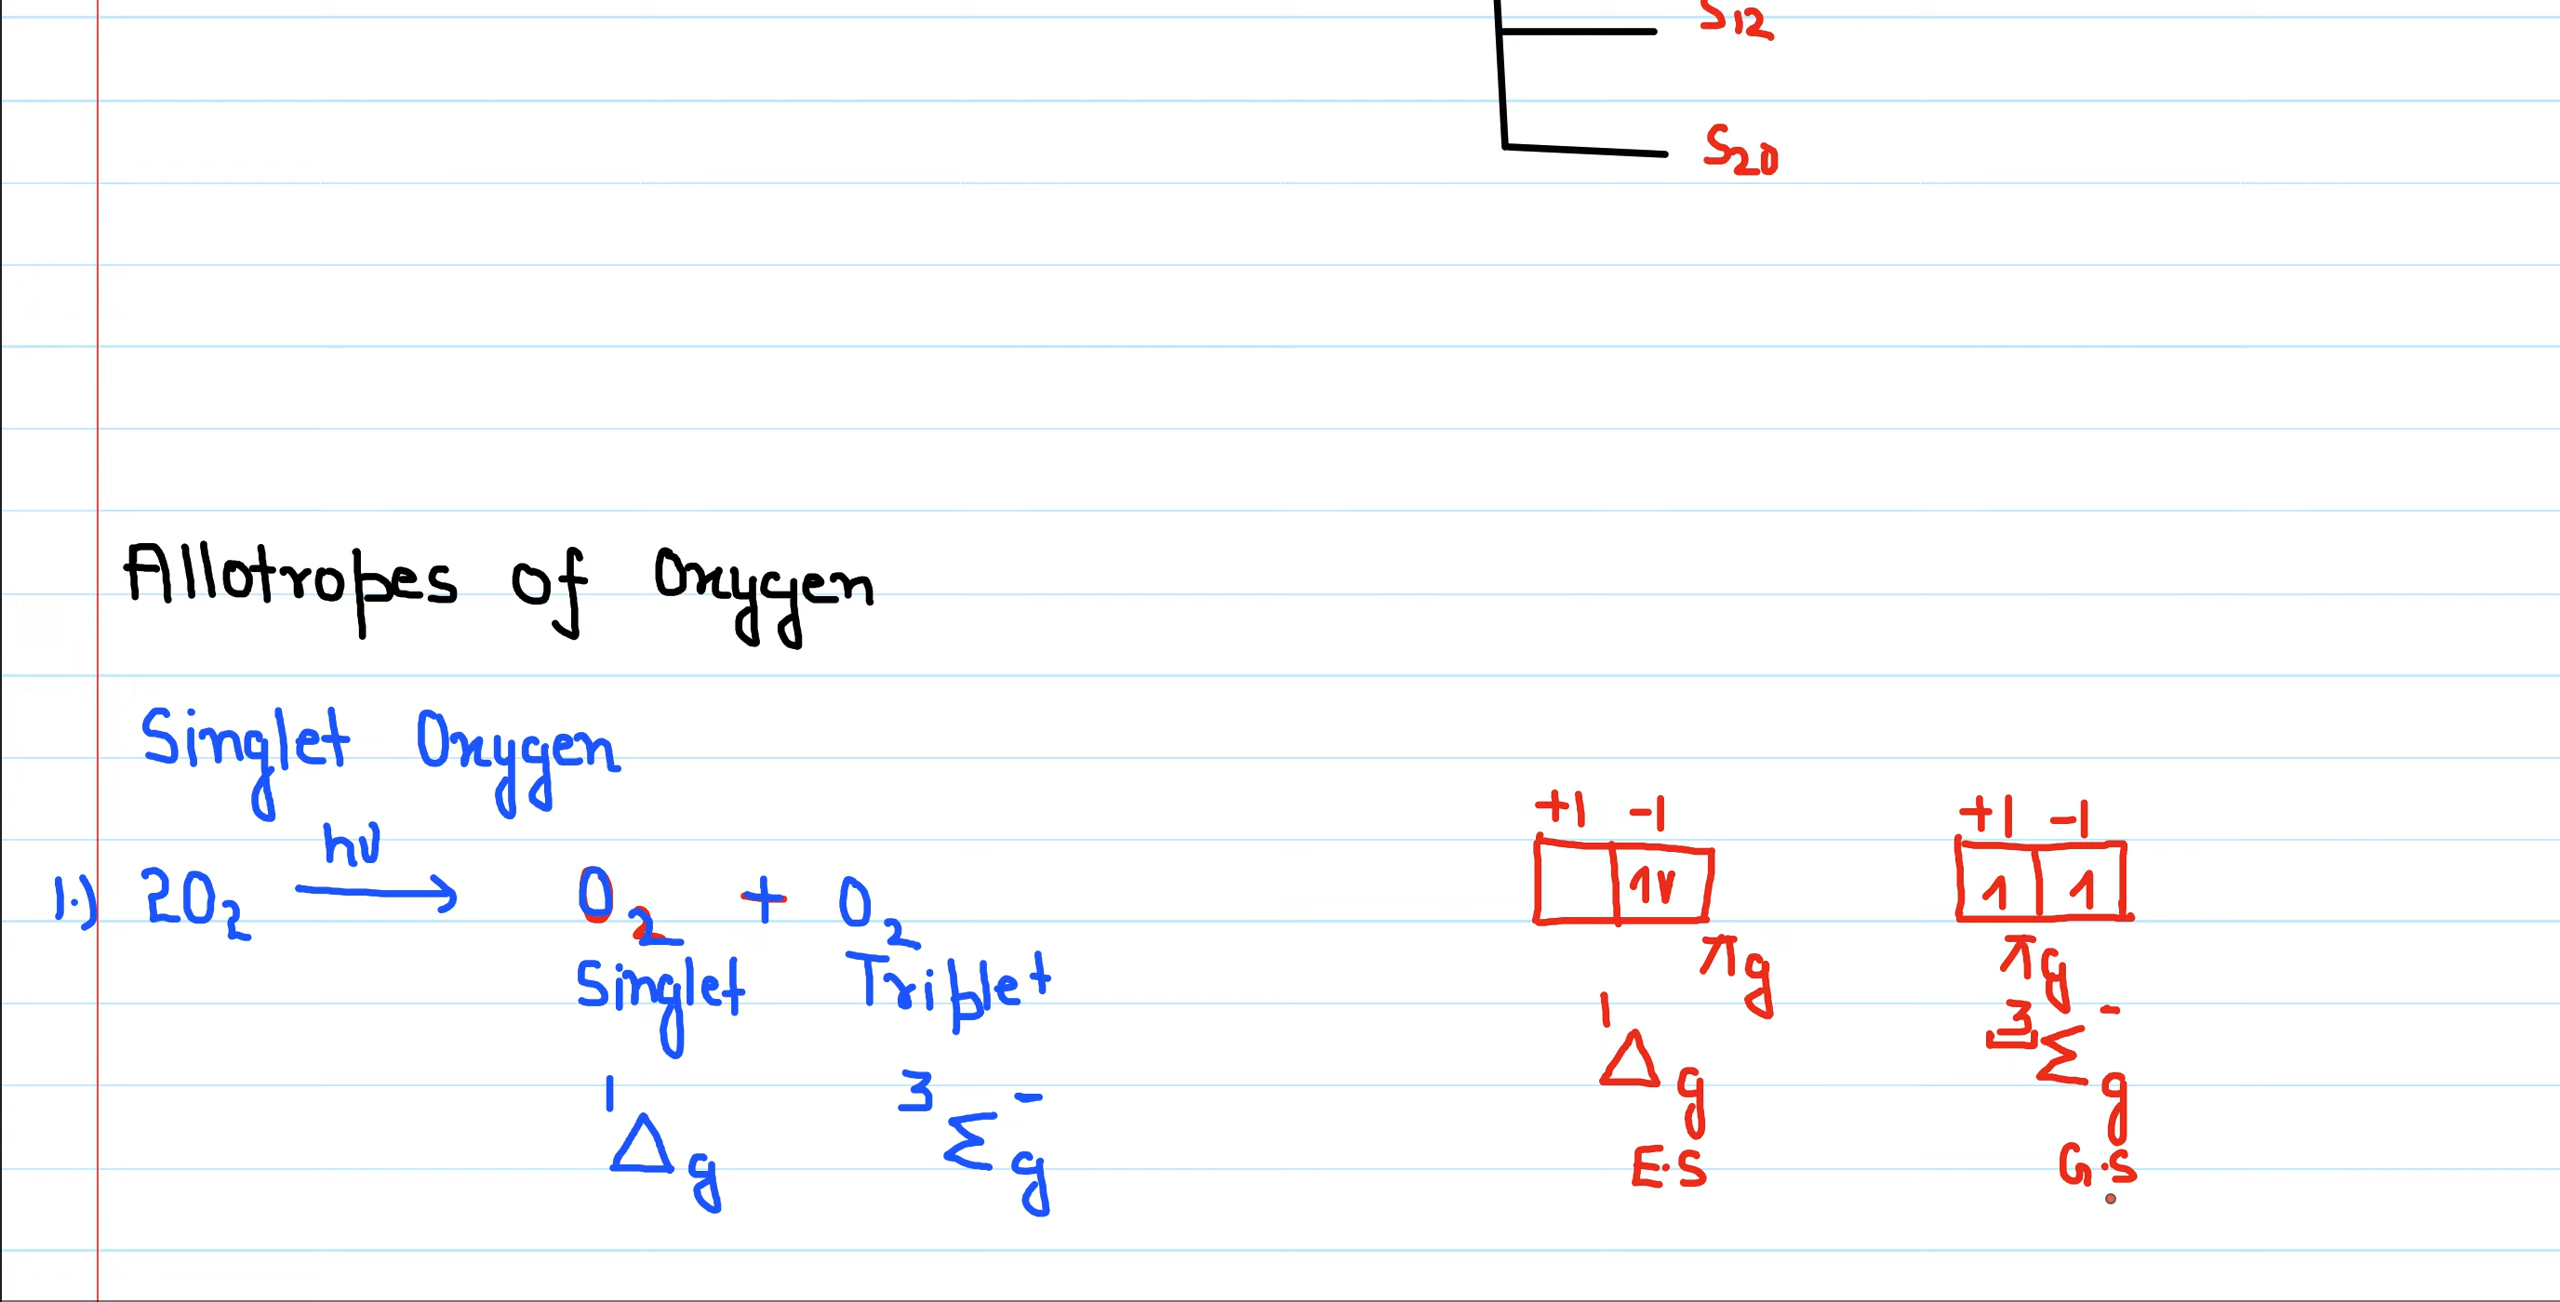 S₁₂
S₂₀
Allotropes of Oxygen
Singlet Oxygen
1.) 2O₂ hν → O₂ + O₂
Singlet Triplet
¹Δg ³Σg⁻
+1 -1 +1 -1
1 1 1
πg πg
¹Δg ³Σg⁻
E.S G.S